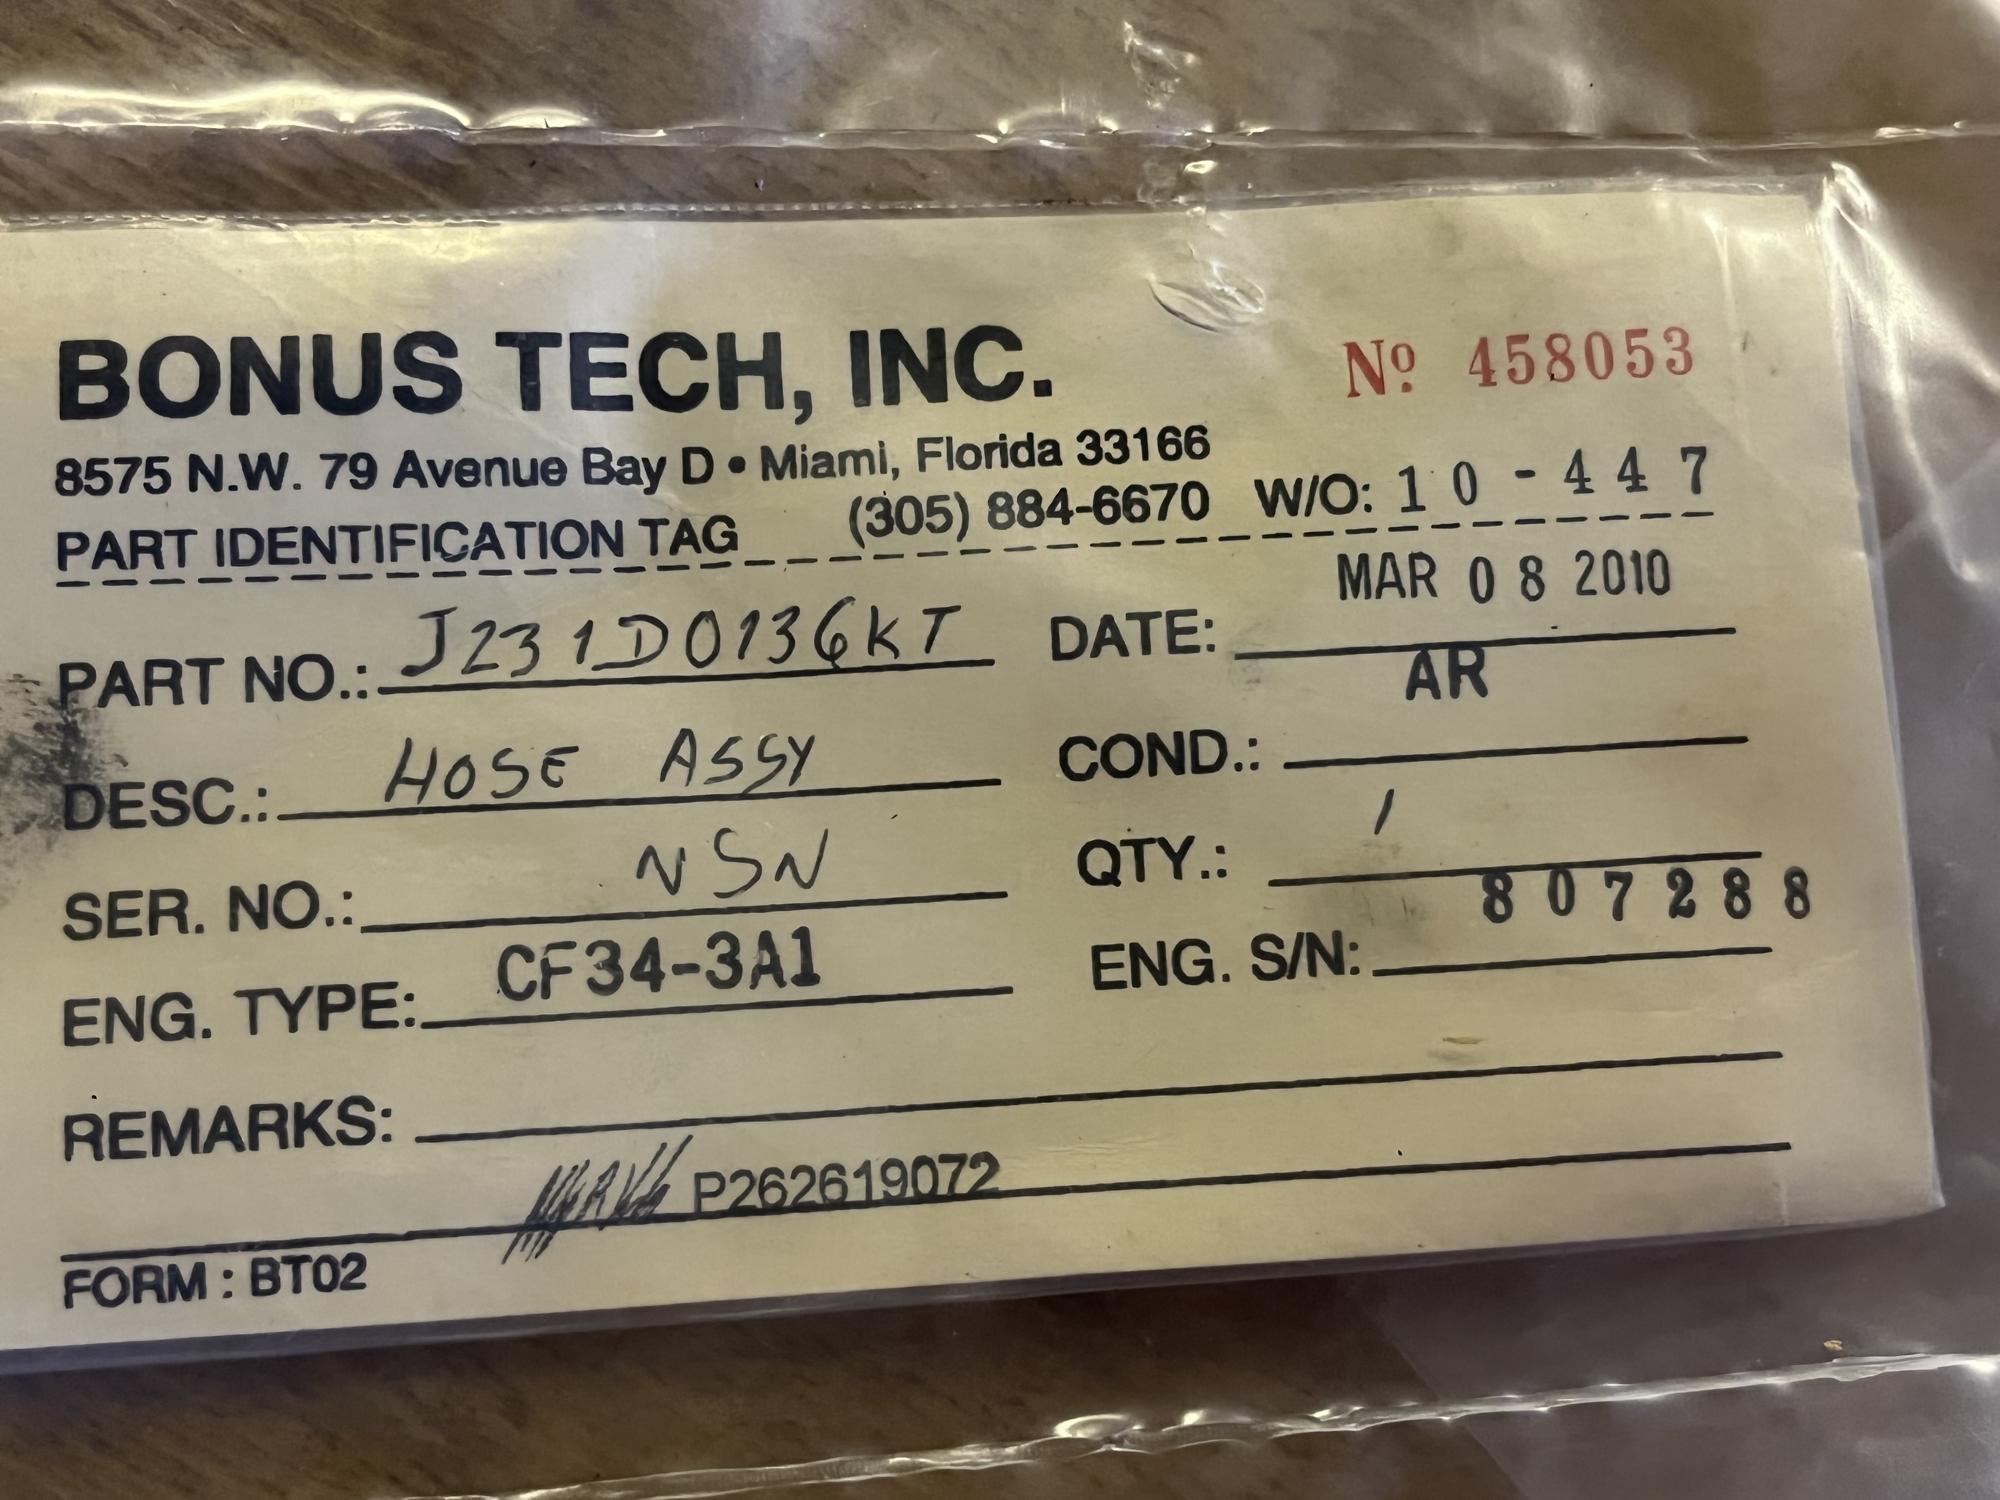 BONUS TECH, INC.
Nº 458053
8575 N.W. 79 Avenue Bay D • Miami, Florida 33166
PART IDENTIFICATION TAG (305) 884-6670 W/O: 10-447
PART NO.: J231D0136KT DATE: MAR 08 2010
DESC.: HOSE ASSY COND.: AR
SER. NO.: NSN QTY.: 1
ENG. TYPE: CF34-3A1 ENG. S/N: 807288
REMARKS:
P262619072
FORM : BT02